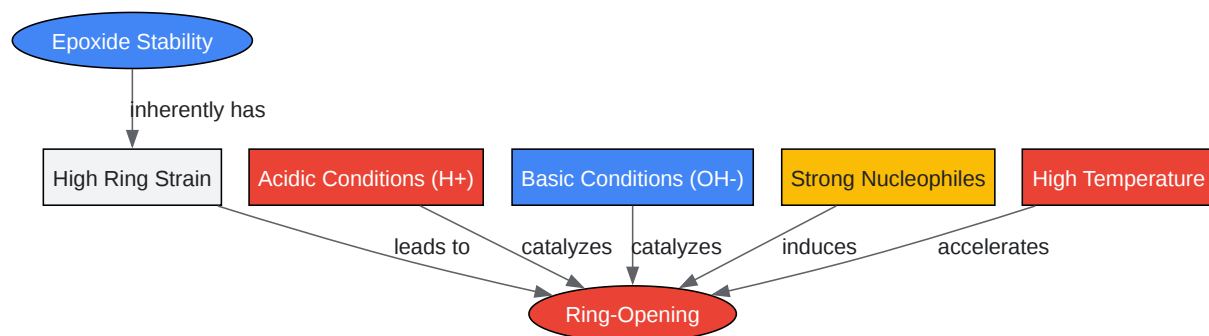 Epoxide Stability
inherently has
High Ring Strain
Acidic Conditions (H+)
Basic Conditions (OH-)
Strong Nucleophiles
High Temperature
leads to
catalyzes
catalyzes
induces
accelerates
Ring-Opening